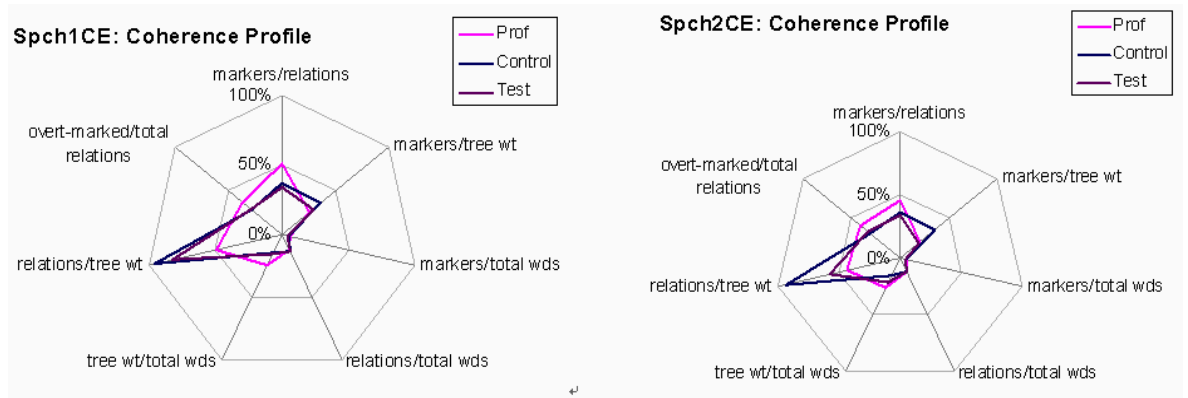 Spch1CE: Coherence Profile
Prof
Control
Test
markers/relations
100%
overt-marked/total
relations
markers/tree wt
50%
0%
relations/tree wt
markers/total wds
tree wt/total wds
relations/total wds
Spch2CE: Coherence Profile
Prof
Control
Test
markers/relations
100%
overt-marked/total
relations
markers/tree wt
50%
0%
relations/tree wt
markers/total wds
tree wt/total wds
relations/total wds